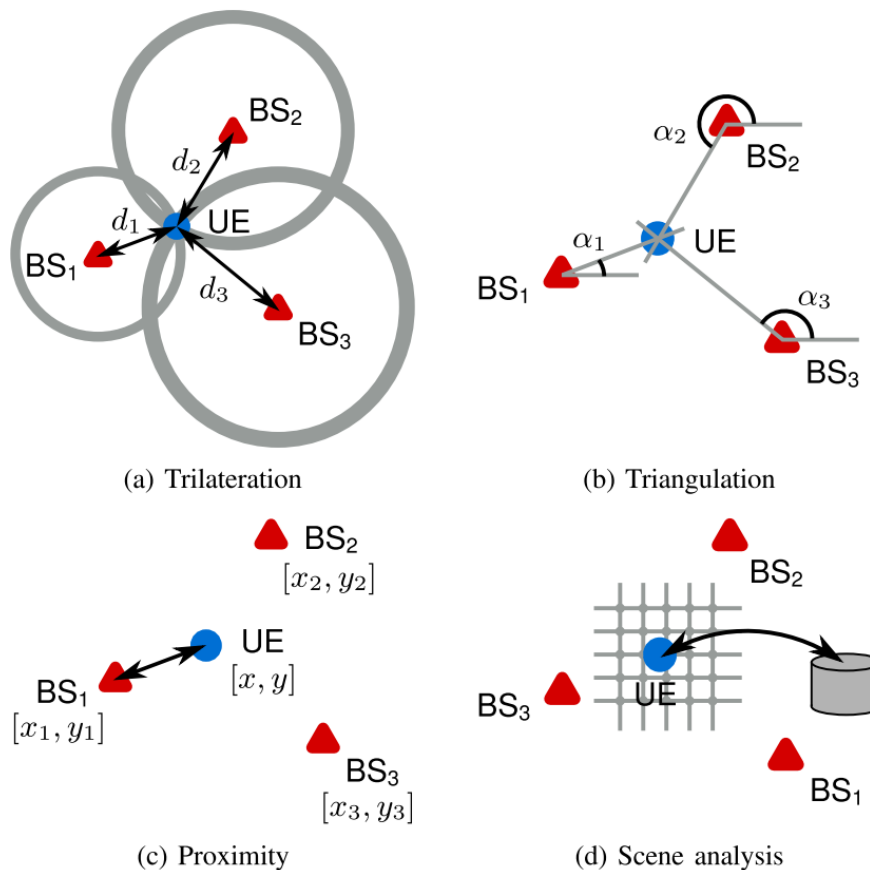 BS₂
d₂
d₁
UE
BS₁
d₃
BS₃
(a) Trilateration
α₂
BS₂
α₁
UE
BS₁
α₃
BS₃
(b) Triangulation
BS₂
[x₂, y₂]
UE
[x, y]
BS₁
[x₁, y₁]
BS₃
[x₃, y₃]
(c) Proximity
BS₂
UE
BS₃
BS₁
(d) Scene analysis